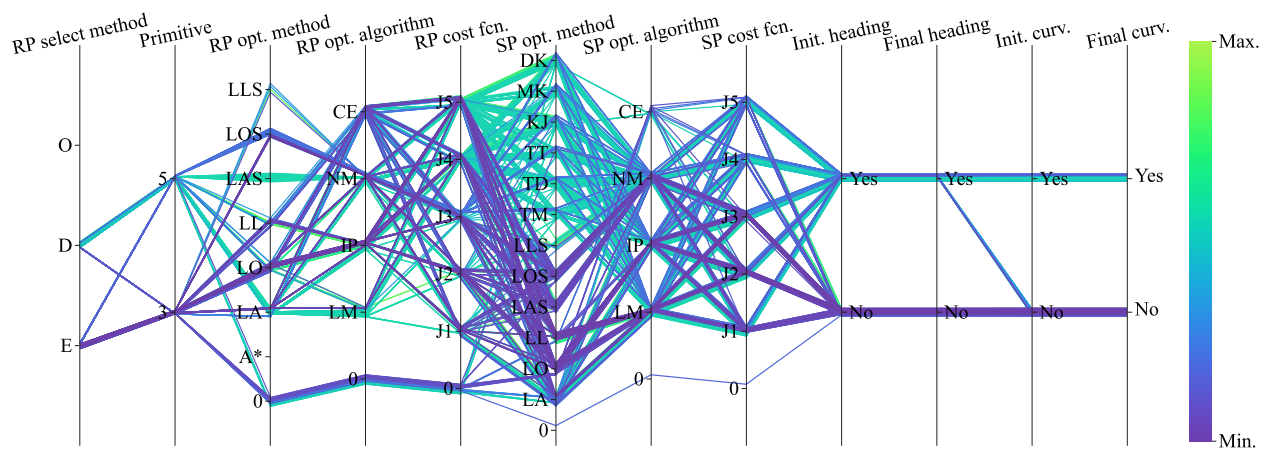 RP select method
Primitive
RP opt. method
RP opt. algorithm
RP cost fcn.
SP opt. method
SP opt. algorithm
SP cost fcn.
Init. heading
Final heading
Init. curv.
Final curv.
O
D
E
5
3
LLS
LOS
LAS
LL
LO
LA
A*
0
CE
NM
IP
LM
0
J5
J4
J3
J2
J1
0
DK
MK
KJ
TT
TD
TM
LLS
LOS
LAS
LL
LO
LA
0
CE
NM
IP
LM
0
J5
J4
J3
J2
J1
0
Yes
No
Yes
No
Yes
No
Yes
No
Max.
Min.